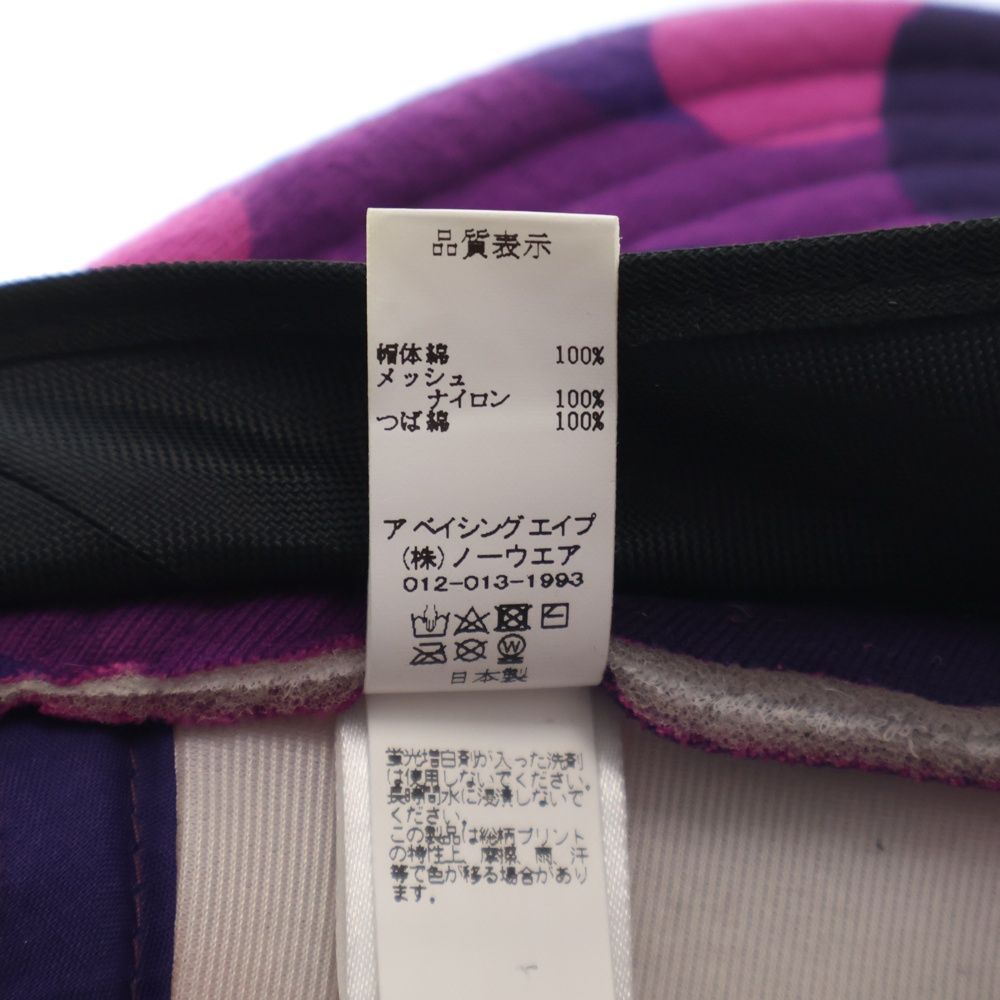 品質表示
帽体綿 100%
メッシュ
ナイロン 100%
つば綿 100%
ア ベイシング エイプ
(株)ノーウエア
012-013-1993
W
日本製
蛍光増白剤が入った洗剤
は使用しないでください。
長時間水に浸漬しないで
ください。
この製品は総柄プリント
の特性上、摩擦、雨、汗
等で色が移る場合があり
ます。